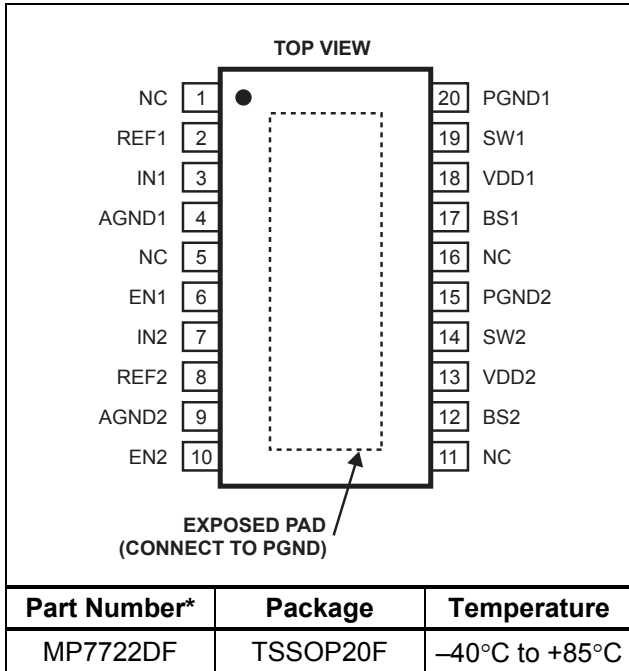 TOP VIEW
NC 1 20 PGND1
REF1 2 19 SW1
IN1 3 18 VDD1
AGND1 4 17 BS1
NC 5 16 NC
EN1 6 15 PGND2
IN2 7 14 SW2
REF2 8 13 VDD2
AGND2 9 12 BS2
EN2 10 11 NC
EXPOSED PAD
(CONNECT TO PGND)
Part Number* Package Temperature
MP7722DF TSSOP20F –40°C to +85°C